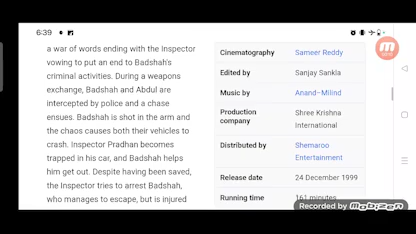 6:39
a war of words ending with the Inspector
vowing to put an end to Badshah's
criminal activities. During a weapons
exchange, Badshah and Abdul are
intercepted by police and a chase
ensues. Badshah is shot in the arm and
the chaos causes both their vehicles to
crash. Inspector Pradhan becomes
trapped in his car, and Badshah helps
him get out. Despite having been saved,
the Inspector tries to arrest Badshah,
who manages to escape, but is injured
Cinematography Sameer Reddy
Edited by Sanjay Sankla
Music by Anand–Milind
Production Shree Krishna
company International
Distributed by Shemaroo
Entertainment
Release date 24 December 1999
Running time 161 minutes
Recorded by MOBIZEN